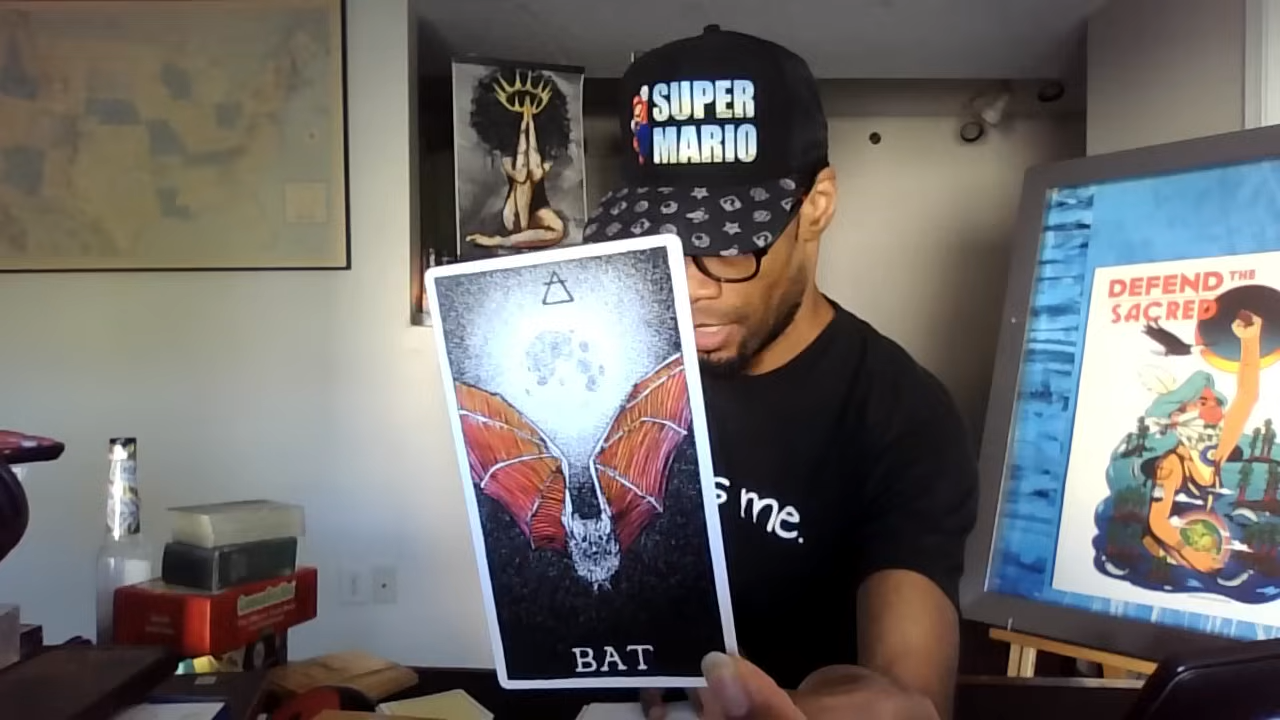 SUPER
MARIO
DEFEND THE
SACRED
s me.
BAT